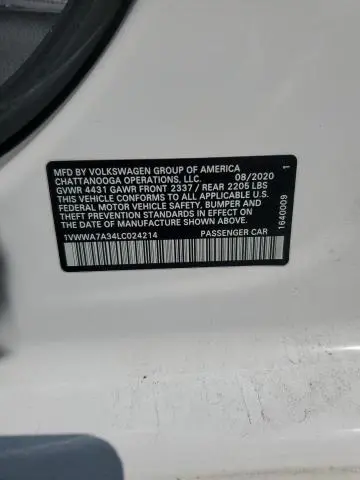 MFD BY VOLKSWAGEN GROUP OF AMERICA
CHATTANOOGA OPERATIONS, LLC. 08/2020
GVWR 4431 GAWR FRONT 2337 / REAR 2205 LBS
THIS VEHICLE CONFORMS TO ALL APPLICABLE U.S.
FEDERAL MOTOR VEHICLE SAFETY, BUMPER AND
THEFT PREVENTION STANDARDS IN EFFECT ON
THE DATE OF MANUFACTURE SHOWN ABOVE.
1VWWA7A34LC024214 PASSENGER CAR
1640009 1